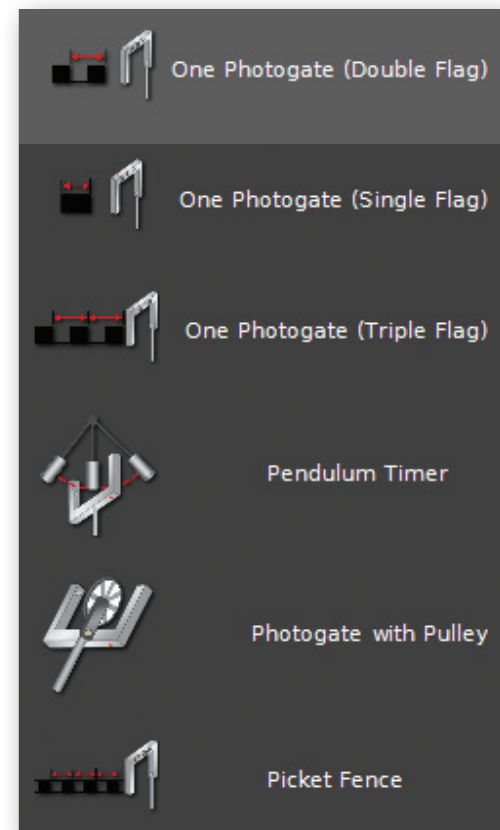 One Photogate (Double Flag)
One Photogate (Single Flag)
One Photogate (Triple Flag)
Pendulum Timer
Photogate with Pulley
Picket Fence